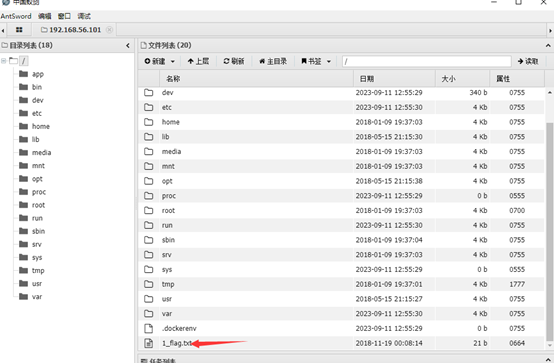 中国蚁剑
AntSword 编辑 窗口 调试
192.168.56.101
目录列表 (18)
/
app
bin
dev
etc
home
lib
media
mnt
opt
proc
root
run
sbin
srv
sys
tmp
usr
var
文件列表 (20)
新建 上层 刷新 主目录 书签 / 读取
名称 日期 大小 属性
dev 2023-09-11 12:55:29 340 b 0755
etc 2023-09-11 12:55:30 4 Kb 0755
home 2018-01-09 19:37:03 4 Kb 0755
lib 2018-05-15 21:15:30 4 Kb 0755
media 2018-01-09 19:37:03 4 Kb 0755
mnt 2018-01-09 19:37:03 4 Kb 0755
opt 2018-05-15 21:15:38 4 Kb 0755
proc 2023-09-11 12:55:29 0 b 0555
root 2018-01-09 19:37:03 4 Kb 0700
run 2023-09-11 12:55:30 4 Kb 0755
sbin 2018-01-09 19:37:04 4 Kb 0755
srv 2018-01-09 19:37:03 4 Kb 0755
sys 2023-09-11 12:55:29 0 b 0555
tmp 2018-01-09 19:37:01 4 Kb 1777
usr 2018-05-15 21:15:27 4 Kb 0755
var 2023-09-11 12:55:30 4 Kb 0755
.dockerenv 2023-09-11 12:55:29 0 b 0755
1_flag.txt 2018-11-19 00:08:14 21 b 0664
任务列表